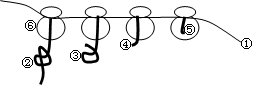 ⑥ ⑤
② ③ ④ ①